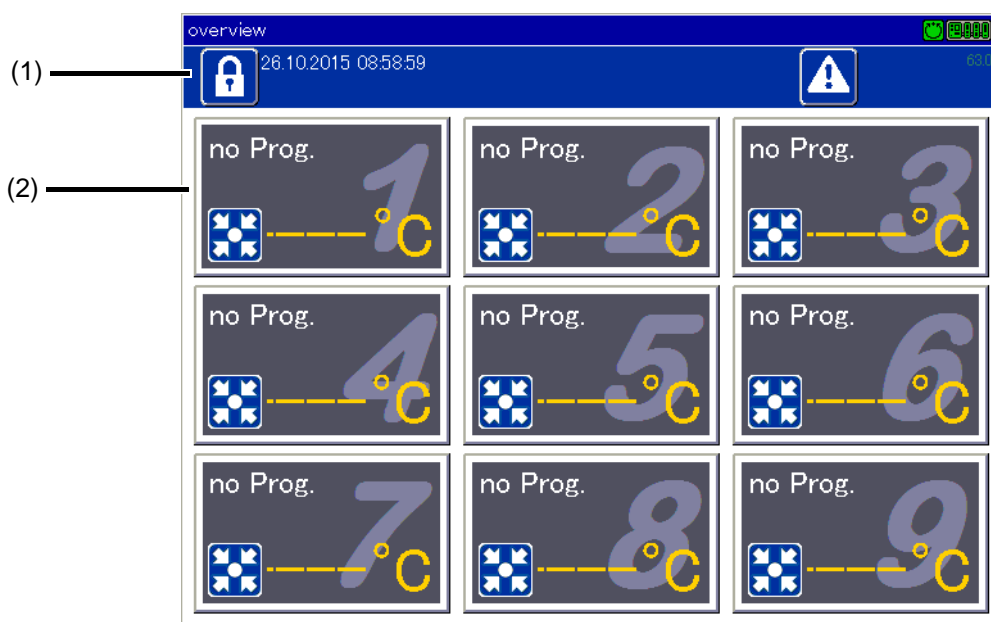 overview
(1)
26.10.2015 08:58:59
63.0
(2)
no Prog.
1
----°C
no Prog.
2
----°C
no Prog.
3
----°C
no Prog.
4
----°C
no Prog.
5
----°C
no Prog.
6
----°C
no Prog.
7
----°C
no Prog.
8
----°C
no Prog.
9
----°C